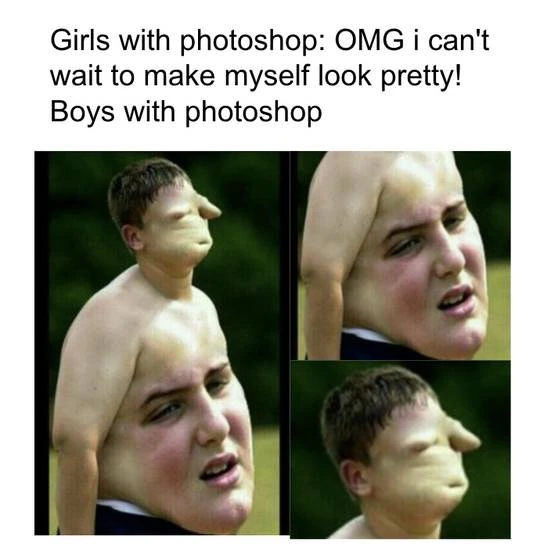 Girls with photoshop: OMG i can't
wait to make myself look pretty!
Boys with photoshop